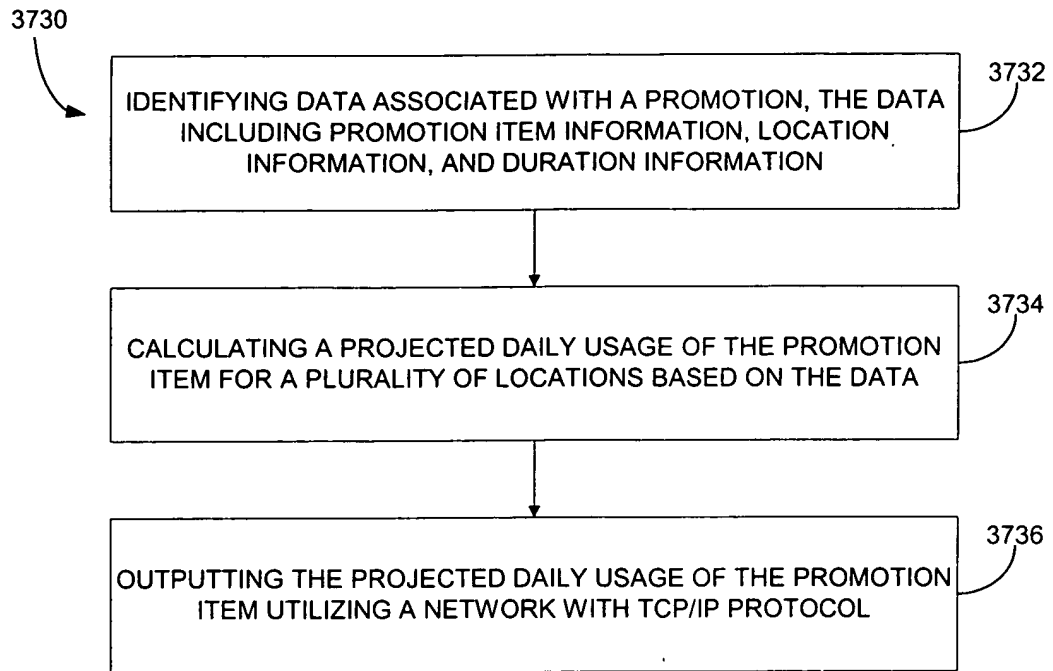 3730
3732
IDENTIFYING DATA ASSOCIATED WITH A PROMOTION, THE DATA
INCLUDING PROMOTION ITEM INFORMATION, LOCATION
INFORMATION, AND DURATION INFORMATION
3734
CALCULATING A PROJECTED DAILY USAGE OF THE PROMOTION
ITEM FOR A PLURALITY OF LOCATIONS BASED ON THE DATA
3736
OUTPUTTING THE PROJECTED DAILY USAGE OF THE PROMOTION
ITEM UTILIZING A NETWORK WITH TCP/IP PROTOCOL